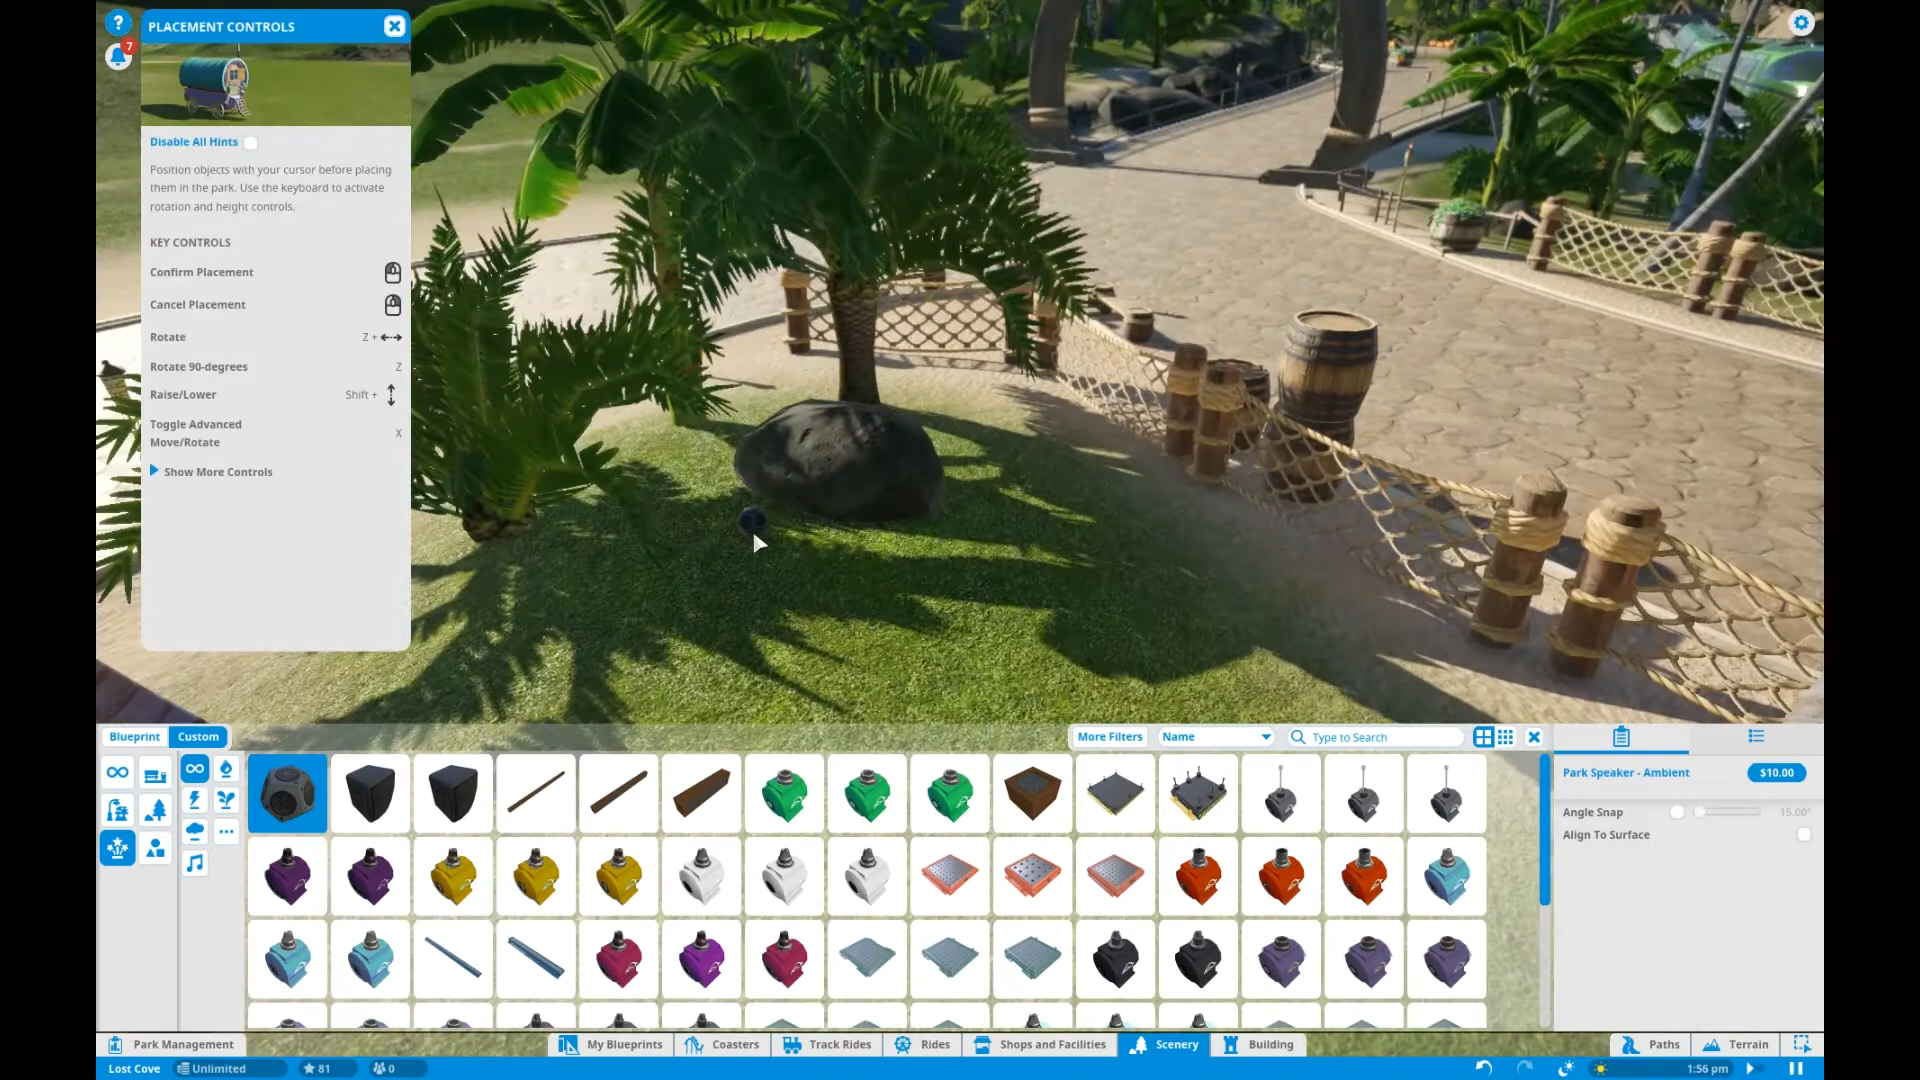 ?
7
PLACEMENT CONTROLS
Disable All Hints
Position objects with your cursor before placing
them in the park. Use the keyboard to activate
rotation and height controls.
KEY CONTROLS
Confirm Placement
Cancel Placement
Rotate Z +
Rotate 90-degrees Z
Raise/Lower Shift +
Toggle Advanced
Move/Rotate X
Show More Controls
Blueprint Custom
More Filters Name Type to Search
Park Speaker - Ambient $10.00
Angle Snap 15.00°
Align To Surface
Park Management My Blueprints Coasters Track Rides Rides Shops and Facilities Scenery Building Paths Terrain
Lost Cove Unlimited 81 0 1:56 pm